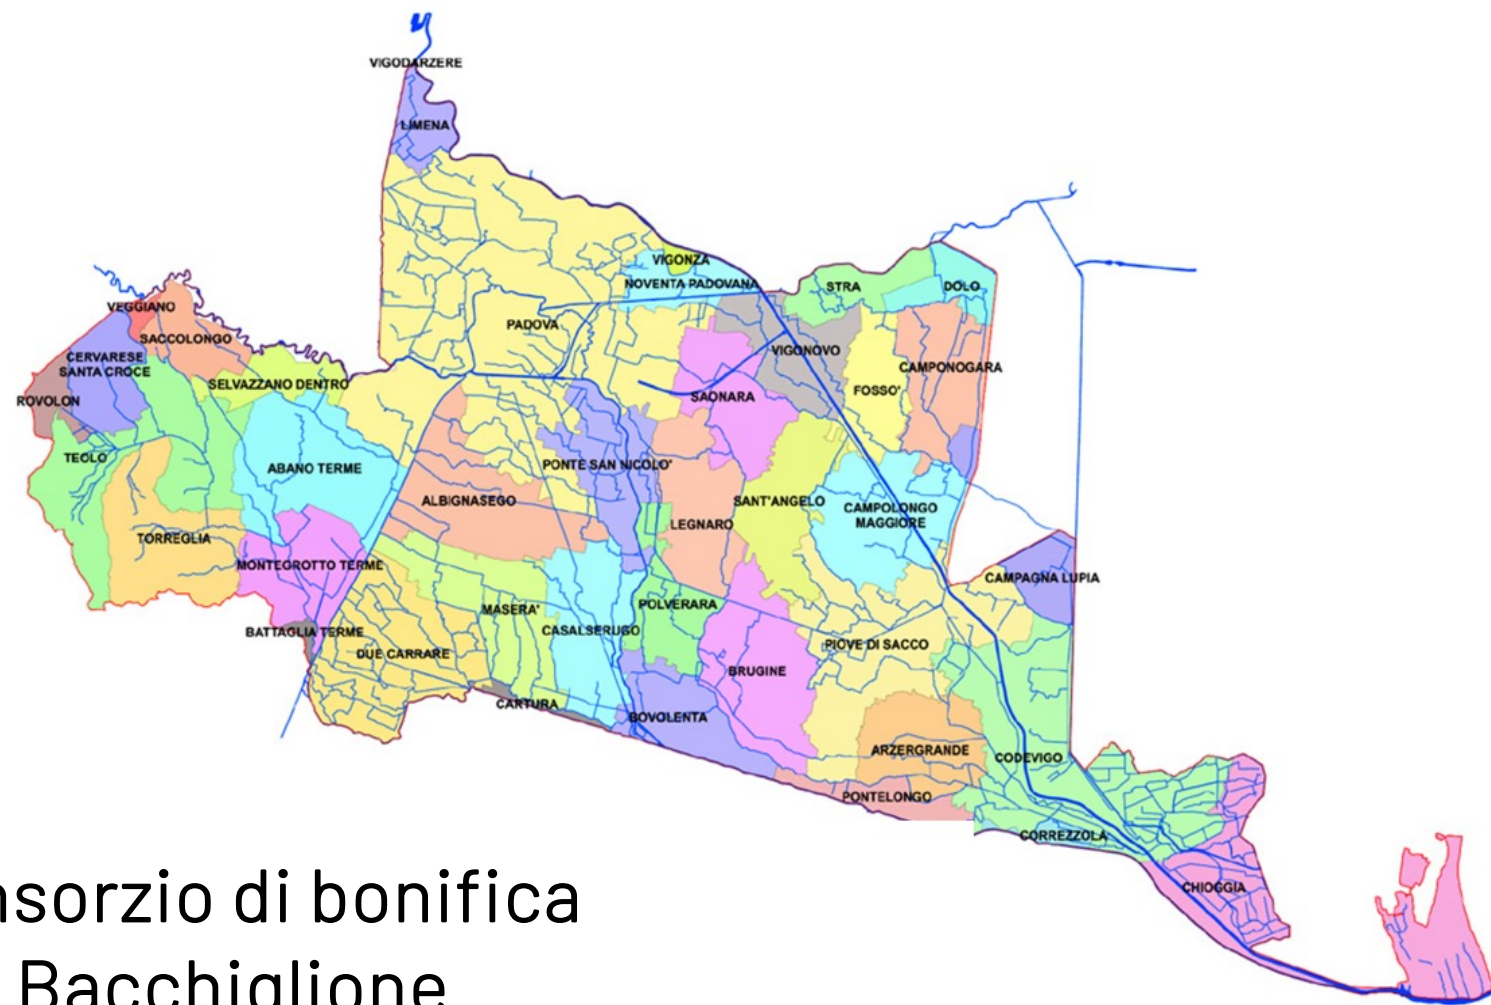 VIGODARZERE
LIMENA
VIGONZA
NOVENTA PADOVANA
STRA
DOLO
VEGGIANO
SACCOLONGO
PADOVA
VIGONOVO
CERVARESE
SANTA CROCE
CAMPONOGARA
SELVAZZANO DENTRO
FOSSO'
ROVOLON
SAONARA
TEOLO
ABANO TERME
PONTE SAN NICOLO'
ALBIGNASEGO
SANT'ANGELO
CAMPOLONGO
MAGGIORE
LEGNARO
TORREGLIA
MONTEGROTTO TERME
CAMPAGNA LUPIA
MASERA'
POLVERARA
BATTAGLIA TERME
CASALSERUGO
PIOVE DI SACCO
DUE CARRARE
BRUGINE
CARTURA
BOVOLENTA
ARZERGRANDE
CODEVIGO
PONTELONGO
CORREZZOLA
CHIOGGIA
nsorzio di bonifica
Bacchiglione